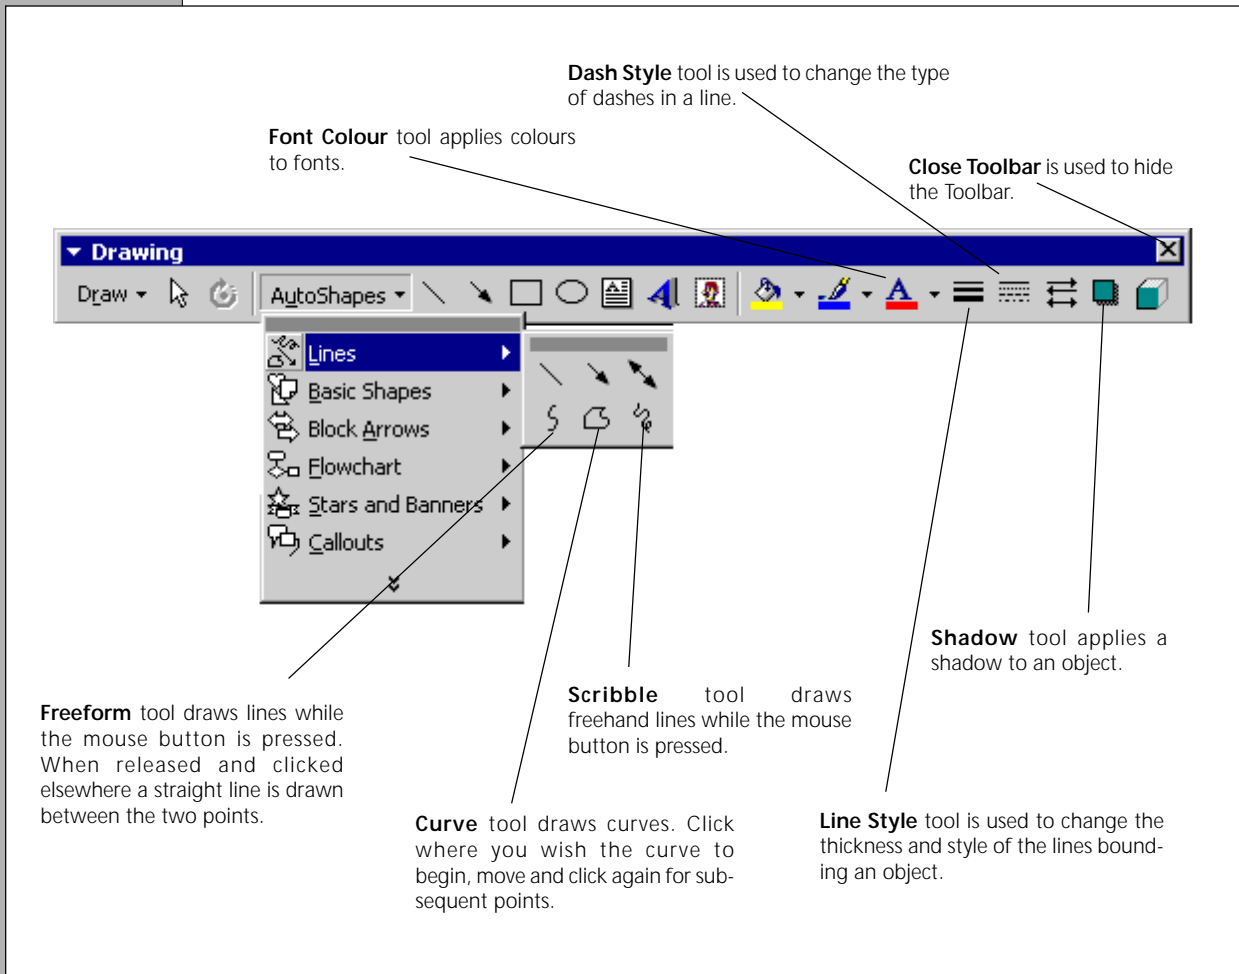 Dash Style tool is used to change the type
of dashes in a line.
Font Colour tool applies colours
to fonts.
Close Toolbar is used to hide
the Toolbar.
Drawing
Draw
AutoShapes
Lines
Basic Shapes
Block Arrows
Flowchart
Stars and Banners
Callouts
Shadow tool applies a
shadow to an object.
Freeform tool draws lines while
the mouse button is pressed.
When released and clicked
elsewhere a straight line is drawn
between the two points.
Scribble tool draws
freehand lines while the mouse
button is pressed.
Curve tool draws curves. Click
where you wish the curve to
begin, move and click again for sub-
sequent points.
Line Style tool is used to change the
thickness and style of the lines bound-
ing an object.